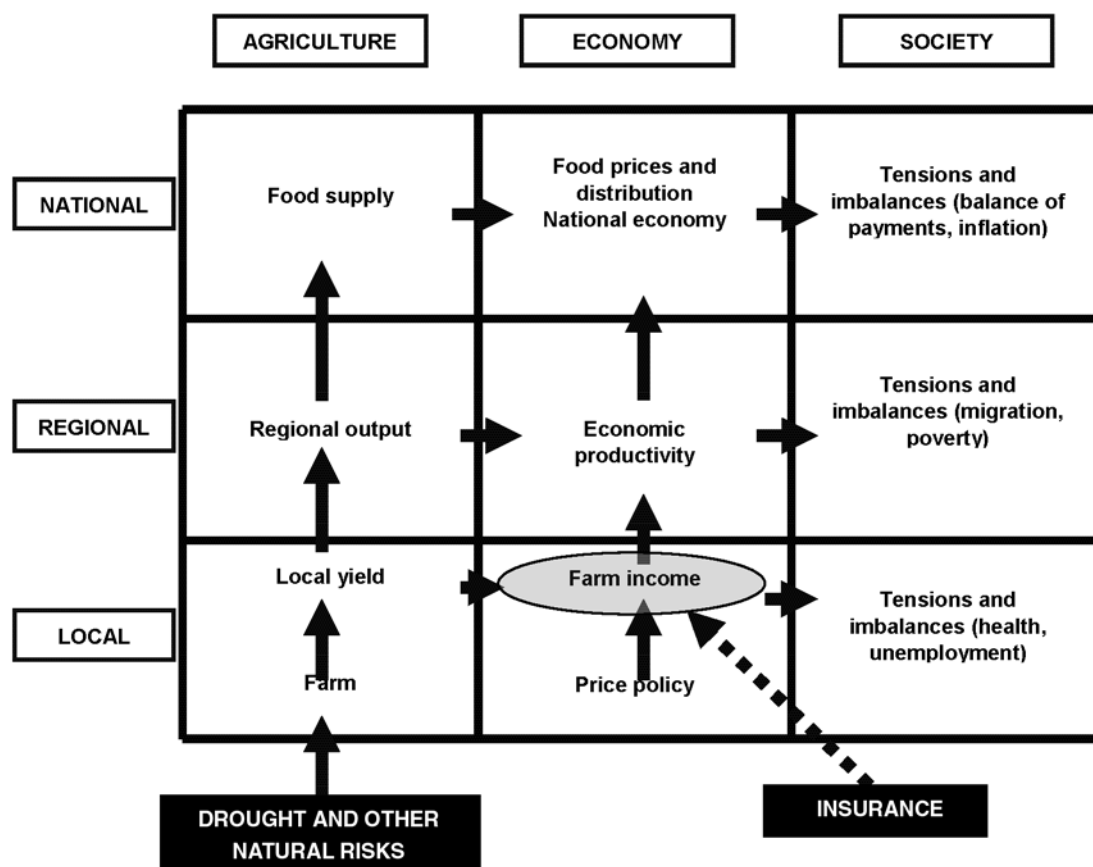 AGRICULTURE
ECONOMY
SOCIETY
NATIONAL
Food supply
Food prices and
distribution
National economy
Tensions and
imbalances (balance of
payments, inflation)
REGIONAL
Regional output
Economic
productivity
Tensions and
imbalances (migration,
poverty)
LOCAL
Local yield
Farm income
Tensions and
imbalances (health,
unemployment)
Farm
Price policy
DROUGHT AND OTHER
NATURAL RISKS
INSURANCE